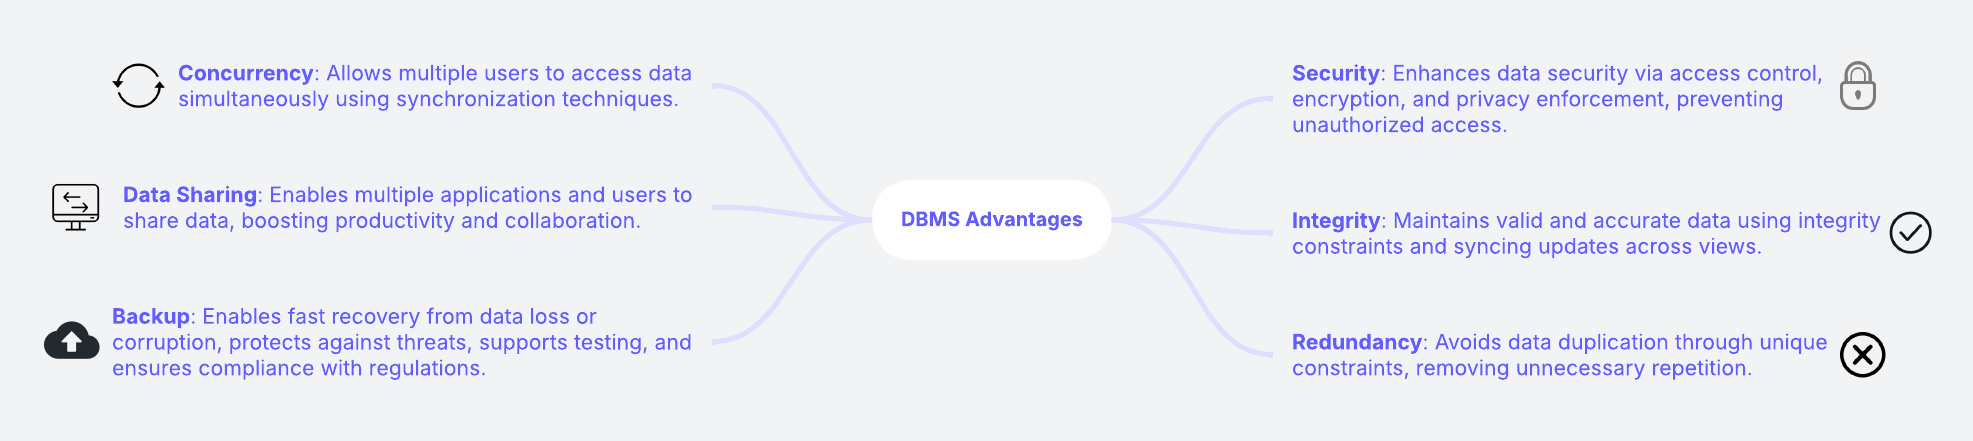 Concurrency: Allows multiple users to access data
simultaneously using synchronization techniques.
Data Sharing: Enables multiple applications and users to
share data, boosting productivity and collaboration.
Backup: Enables fast recovery from data loss or
corruption, protects against threats, supports testing, and
ensures compliance with regulations.
DBMS Advantages
Security: Enhances data security via access control,
encryption, and privacy enforcement, preventing
unauthorized access.
Integrity: Maintains valid and accurate data using integrity
constraints and syncing updates across views.
Redundancy: Avoids data duplication through unique
constraints, removing unnecessary repetition.